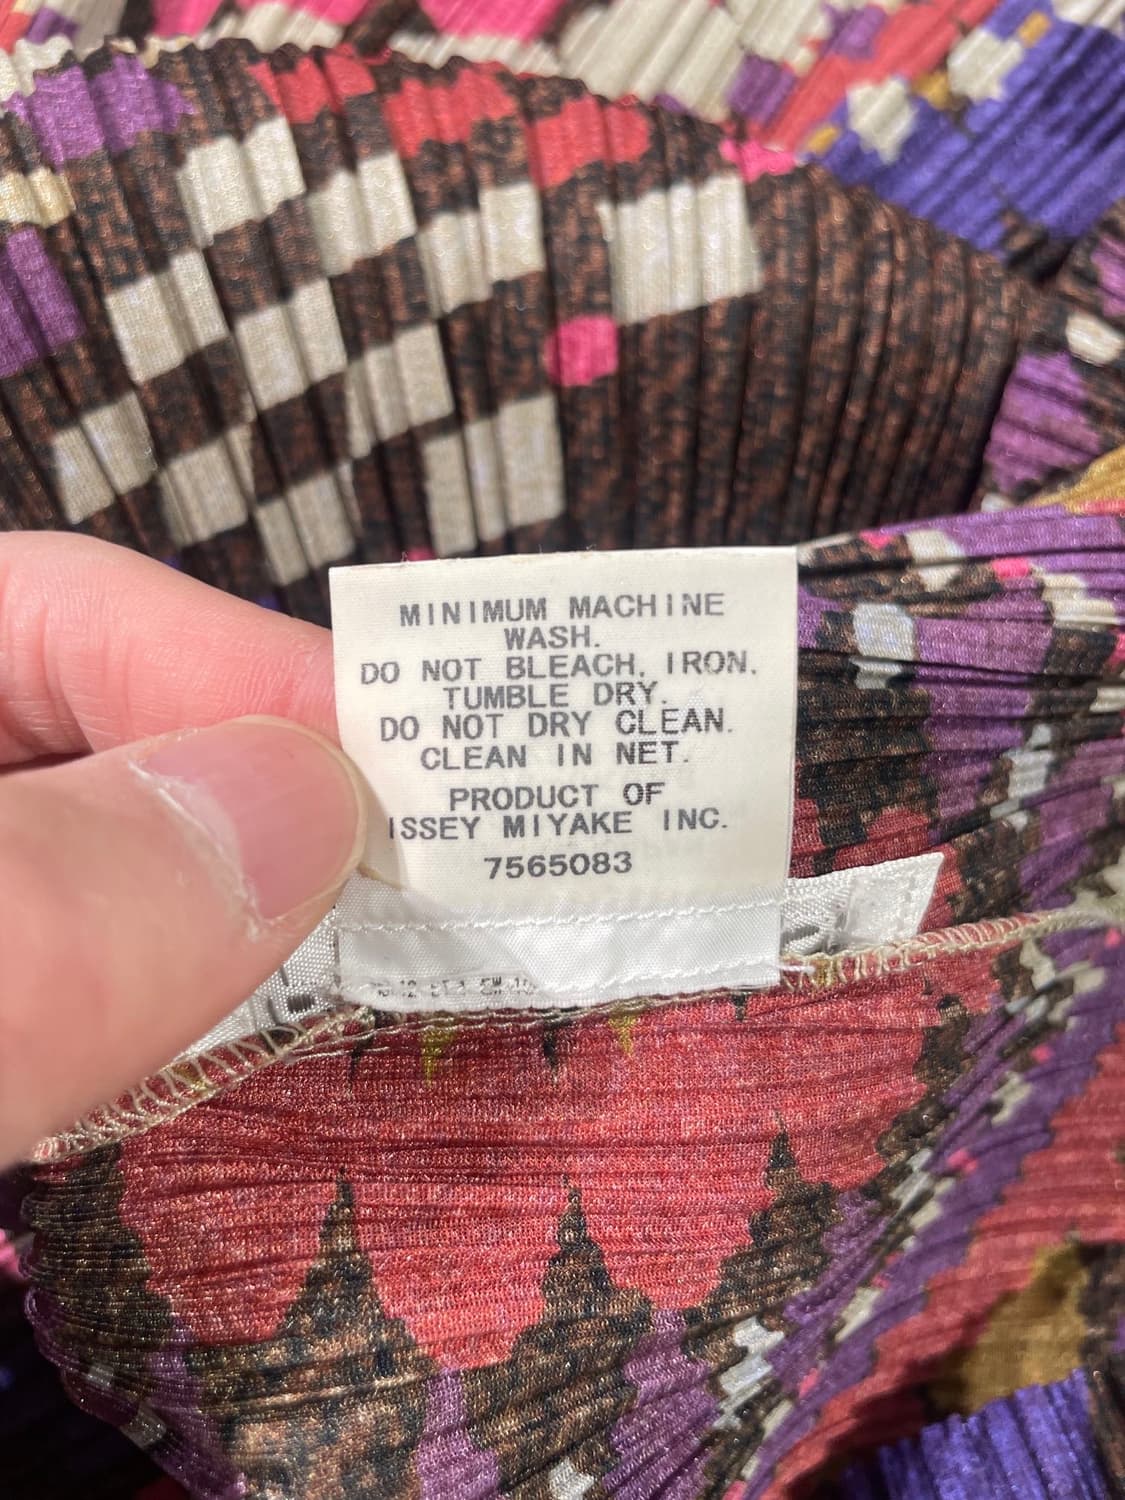 MINIMUM MACHINE
WASH.
DO NOT BLEACH, IRON.
TUMBLE DRY.
DO NOT DRY CLEAN.
CLEAN IN NET.
PRODUCT OF
ISSEY MIYAKE INC.
7565083